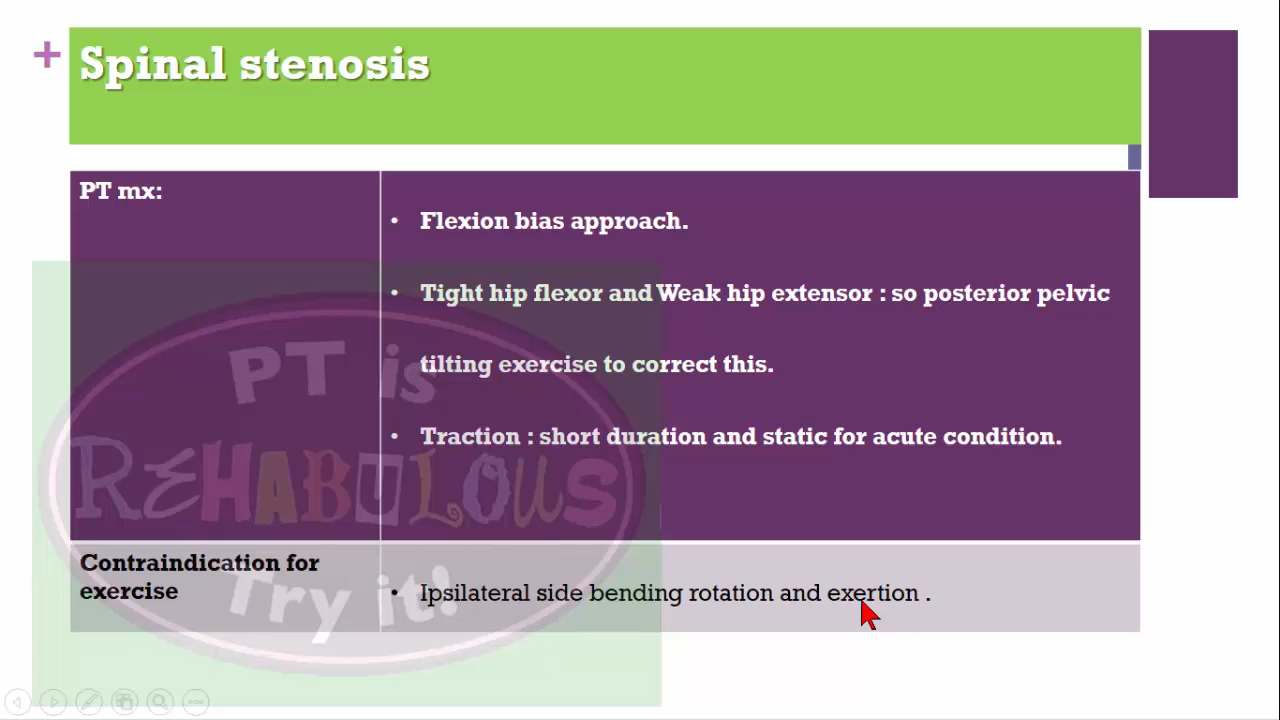 + Spinal stenosis
PT mx:
• Flexion bias approach.
• Tight hip flexor and Weak hip extensor : so posterior pelvic
tilting exercise to correct this.
• Traction : short duration and static for acute condition.
Contraindication for
exercise
• Ipsilateral side bending rotation and exertion .
PT is
REHABULOUS
Try it!